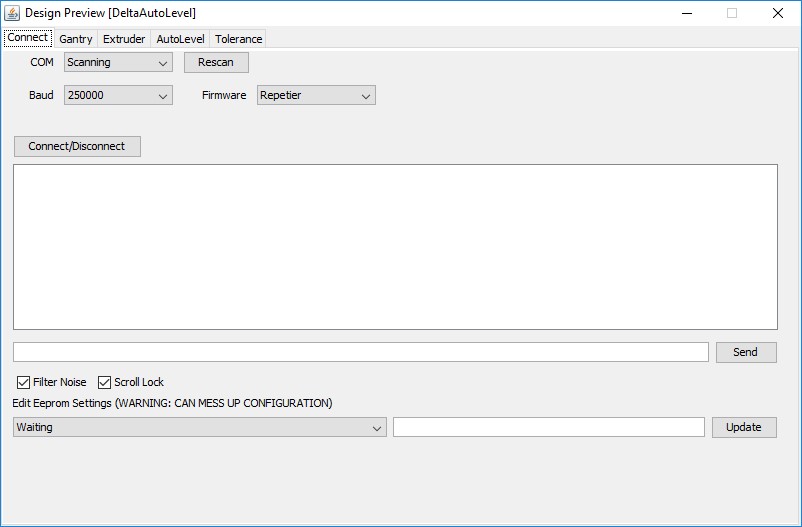 Design Preview [DeltaAutoLevel]
Connect Gantry Extruder AutoLevel Tolerance
COM Scanning Rescan
Baud 250000 Firmware Repetier
Connect/Disconnect
Send
Filter Noise Scroll Lock
Edit Eeprom Settings (WARNING: CAN MESS UP CONFIGURATION)
Waiting Update